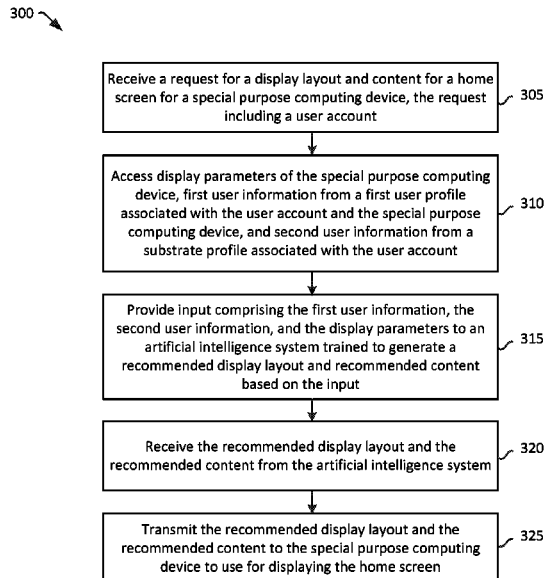 300
Receive a request for a display layout and content for a home
screen for a special purpose computing device, the request
including a user account
305
Access display parameters of the special purpose computing
device, first user information from a first user profile
associated with the user account and the special purpose
computing device, and second user information from a
substrate profile associated with the user account
310
Provide input comprising the first user information, the
second user information, and the display parameters to an
artificial intelligence system trained to generate a
recommended display layout and recommended content
based on the input
315
Receive the recommended display layout and the
recommended content from the artificial intelligence system
320
Transmit the recommended display layout and the
recommended content to the special purpose computing
device to use for displaying the home screen
325